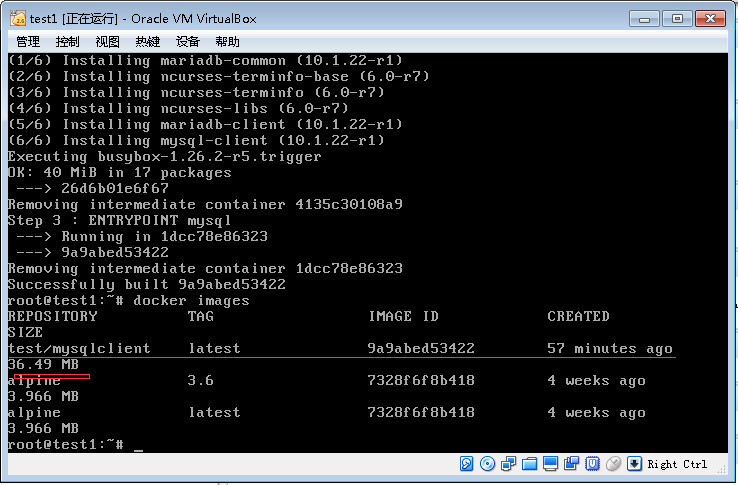 test1 [正在运行] - Oracle VM VirtualBox
管理 控制 视图 热键 设备 帮助
(1/6) Installing mariadb-common (10.1.22-r1)
(2/6) Installing ncurses-terminfo-base (6.0-r7)
(3/6) Installing ncurses-terminfo (6.0-r7)
(4/6) Installing ncurses-libs (6.0-r7)
(5/6) Installing mariadb-client (10.1.22-r1)
(6/6) Installing mysql-client (10.1.22-r1)
Executing busybox-1.26.2-r5.trigger
OK: 40 MiB in 17 packages
---> 26d6b01e6f67
Removing intermediate container 4135c30108a9
Step 3 : ENTRYPOINT mysql
---> Running in 1dcc78e86323
---> 9a9abed53422
Removing intermediate container 1dcc78e86323
Successfully built 9a9abed53422
root@test1:~# docker images
REPOSITORY TAG IMAGE ID CREATED
SIZE
test/mysqlclient latest 9a9abed53422 57 minutes ago
36.49 MB
alpine 3.6 7328f6f8b418 4 weeks ago
3.966 MB
alpine latest 7328f6f8b418 4 weeks ago
3.966 MB
root@test1:~# _
Right Ctrl